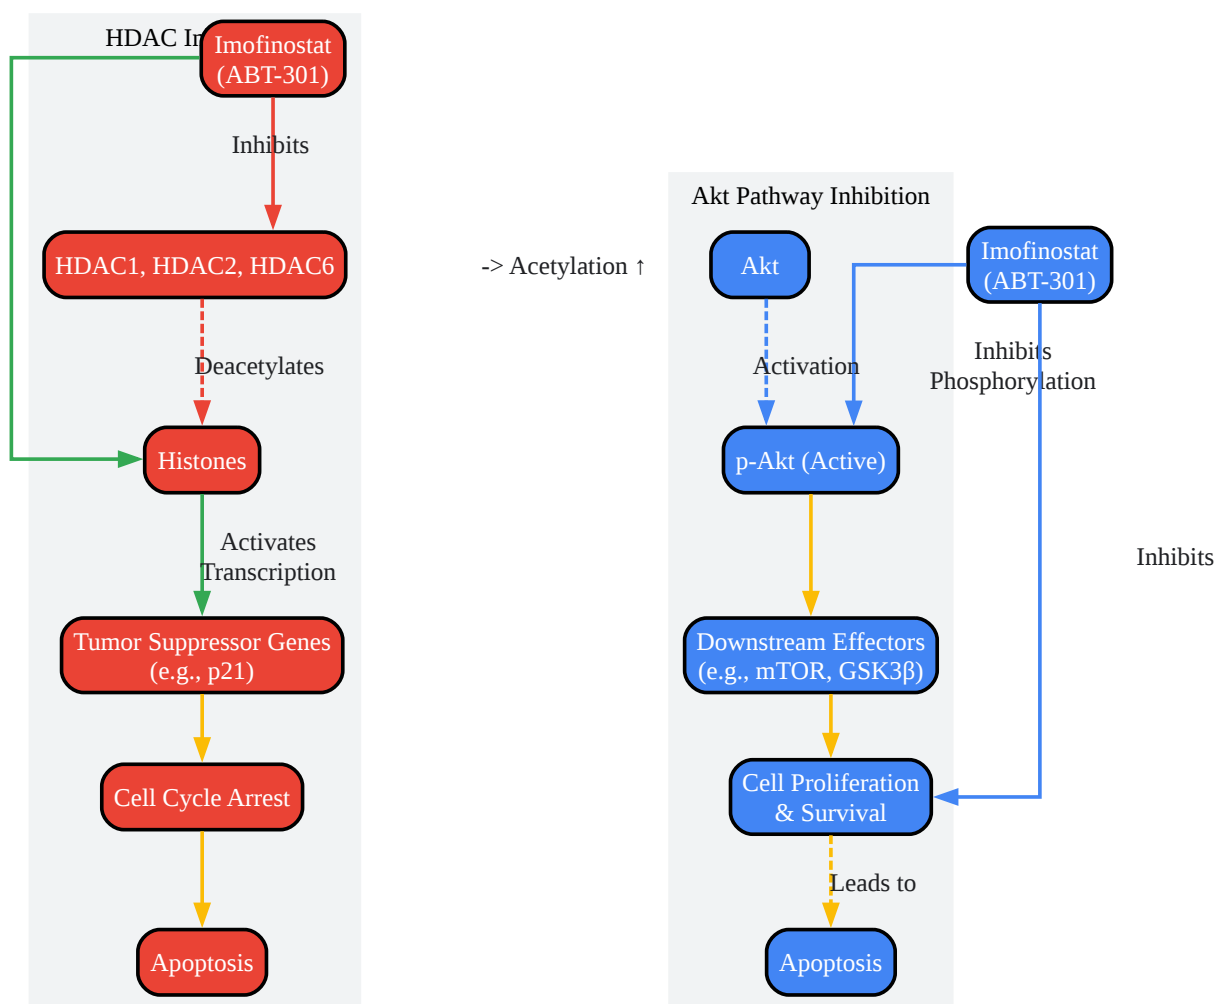 HDAC In
Imofinostat
(ABT-301)
Inhibits
HDAC1, HDAC2, HDAC6
Deacetylates
Histones
Activates
Transcription
Tumor Suppressor Genes
(e.g., p21)
Cell Cycle Arrest
Apoptosis
-> Acetylation ↑
Akt Pathway Inhibition
Akt
Imofinostat
(ABT-301)
Activation
Inhibits
Phosphorylation
p-Akt (Active)
Inhibits
Downstream Effectors
(e.g., mTOR, GSK3β)
Cell Proliferation
& Survival
Leads to
Apoptosis